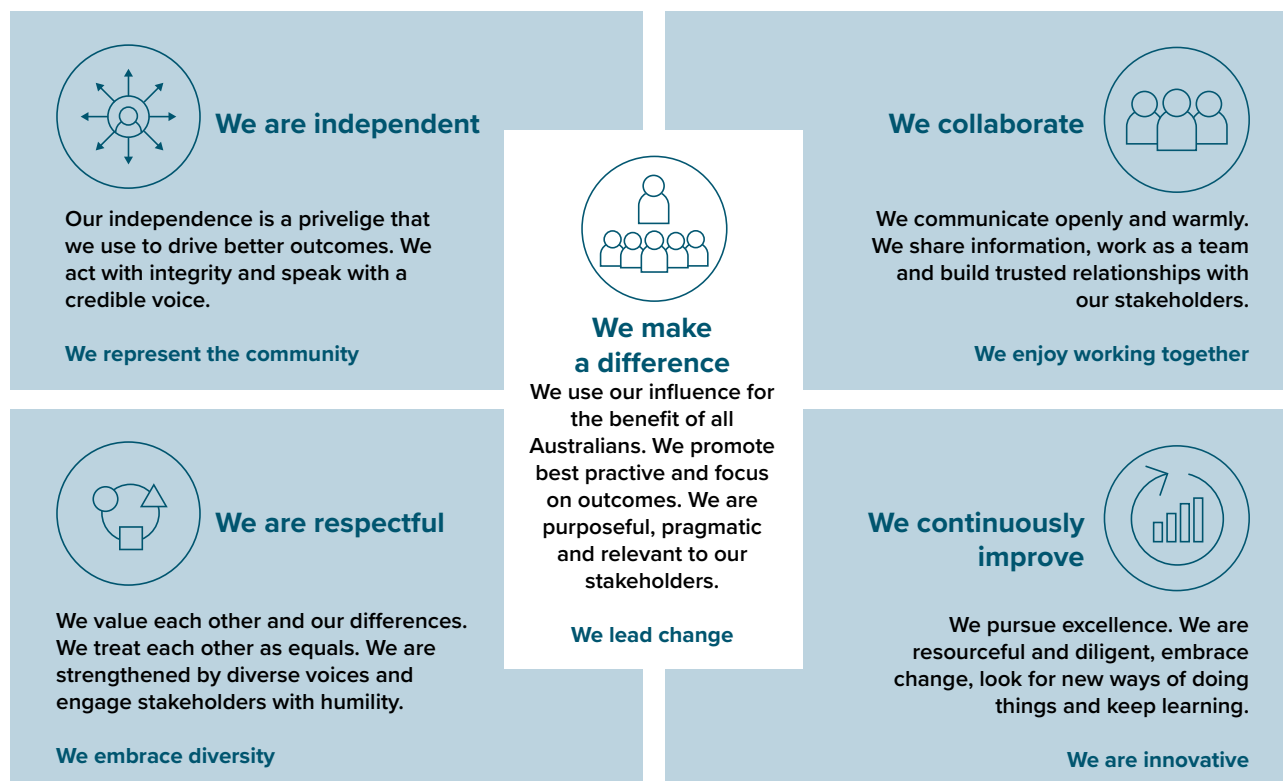 We are independent
Our independence is a privelige that
we use to drive better outcomes. We
act with integrity and speak with a
credible voice.
We represent the community
We collaborate
We communicate openly and warmly.
We share information, work as a team
and build trusted relationships with
our stakeholders.
We enjoy working together
We make
a difference
We use our influence for
the benefit of all
Australians. We promote
best practive and focus
on outcomes. We are
purposeful, pragmatic
and relevant to our
stakeholders.
We lead change
We are respectful
We value each other and our differences.
We treat each other as equals. We are
strengthened by diverse voices and
engage stakeholders with humility.
We embrace diversity
We continuously
improve
We pursue excellence. We are
resourceful and diligent, embrace
change, look for new ways of doing
things and keep learning.
We are innovative